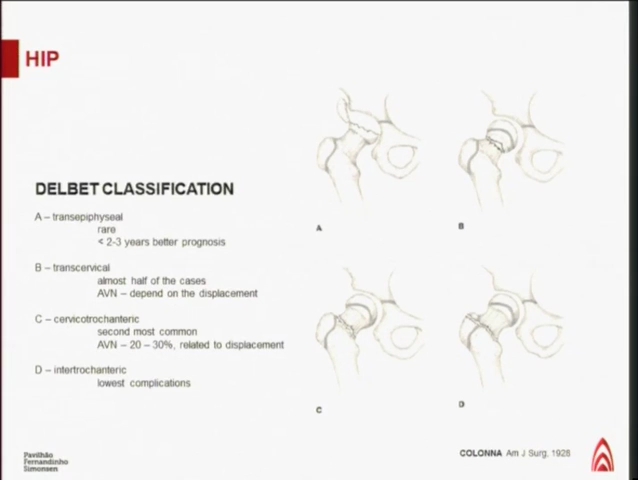 HIP
DELBET CLASSIFICATION
A – transepiphyseal
rare
< 2-3 years better prognosis
B – transcervical
almost half of the cases
AVN – depend on the displacement
C – cervicotrochanteric
second most common
AVN – 20 – 30%, related to displacement
D – intertrochanteric
lowest complications
A
B
C
D
COLONNA Am J Surg, 1928
Pavilhão
Fernandinho
Simonsen